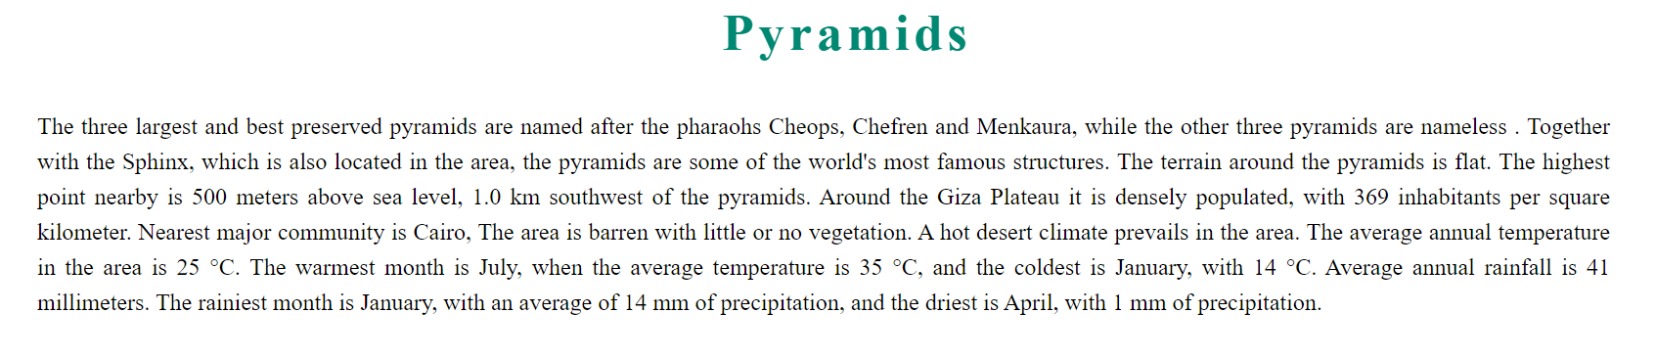 Pyramids
The three largest and best preserved pyramids are named after the pharaohs Cheops, Chefren and Menkaura, while the other three pyramids are nameless . Together
with the Sphinx, which is also located in the area, the pyramids are some of the world's most famous structures. The terrain around the pyramids is flat. The highest
point nearby is 500 meters above sea level, 1.0 km southwest of the pyramids. Around the Giza Plateau it is densely populated, with 369 inhabitants per square
kilometer. Nearest major community is Cairo, The area is barren with little or no vegetation. A hot desert climate prevails in the area. The average annual temperature
in the area is 25 °C. The warmest month is July, when the average temperature is 35 °C, and the coldest is January, with 14 °C. Average annual rainfall is 41
millimeters. The rainiest month is January, with an average of 14 mm of precipitation, and the driest is April, with 1 mm of precipitation.